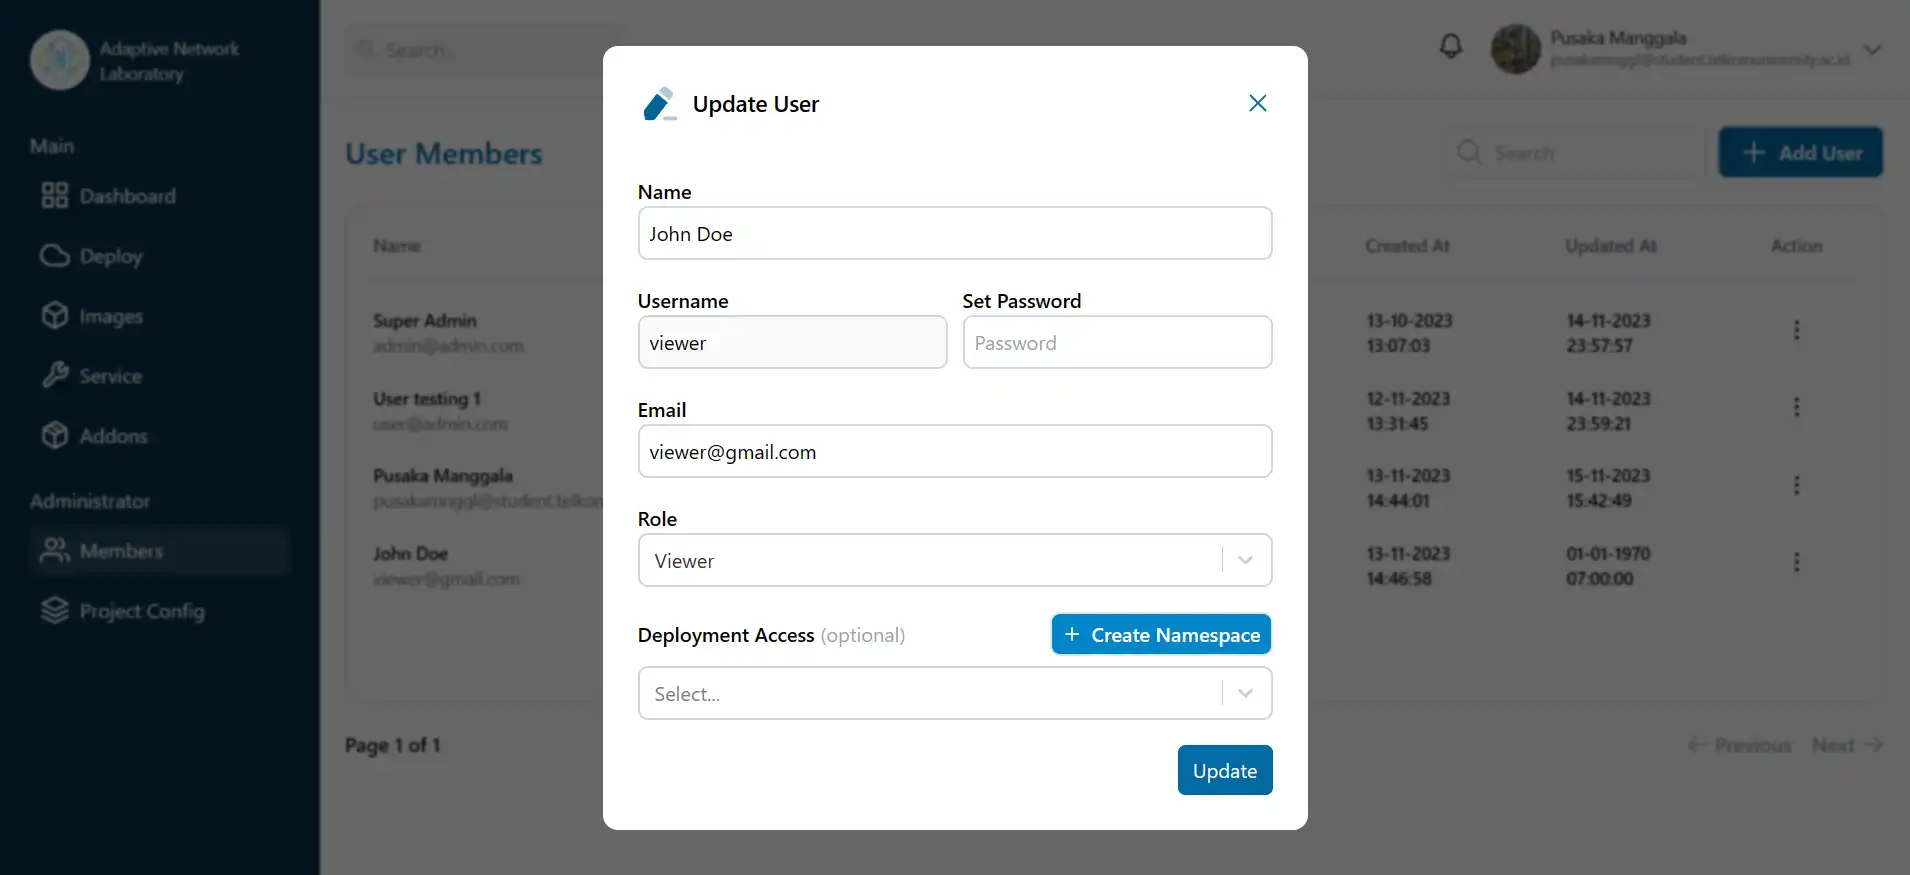 Adaptive Network
Laboratory
Main
Dashboard
Deploy
Images
Service
Addons
Administrator
Members
Project Config
Search...
Pusaka Manggala
pusakamnggl@student.telkomuniversity.ac.id
User Members
Search
+ Add User
Name
Created At
Updated At
Action
Super Admin
admin@admin.com
13-10-2023
13:07:03
14-11-2023
23:57:57
User testing 1
user@admin.com
12-11-2023
13:31:45
14-11-2023
23:59:21
Pusaka Manggala
pusakamnggl@student.telkom
13-11-2023
14:44:01
15-11-2023
15:42:49
John Doe
viewer@gmail.com
13-11-2023
14:46:58
01-01-1970
07:00:00
Page 1 of 1
← Previous
Next →
Update User
Name
John Doe
Username
viewer
Set Password
Password
Email
viewer@gmail.com
Role
Viewer
Deployment Access (optional)
+ Create Namespace
Select...
Update